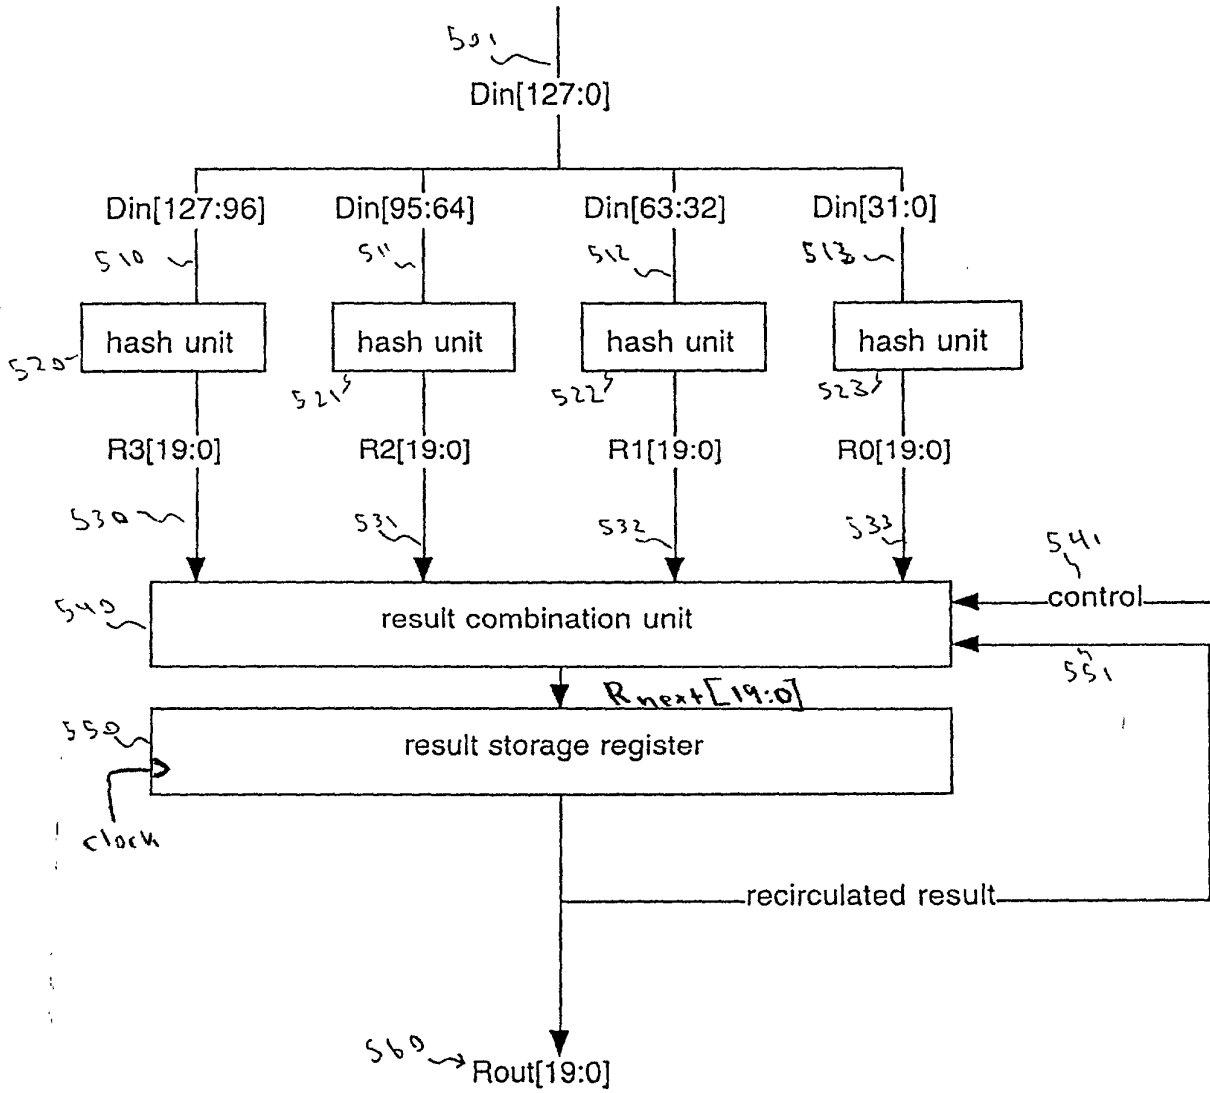 501
Din[127:0]
Din[127:96] Din[95:64] Din[63:32] Din[31:0]
510 511 512 513
hash unit hash unit hash unit hash unit
520 521 522 523
R3[19:0] R2[19:0] R1[19:0] R0[19:0]
530 531 532 533
541
control
540
result combination unit
551
Rnext[19:0]
550
result storage register
clock
recirculated result
560
Rout[19:0]